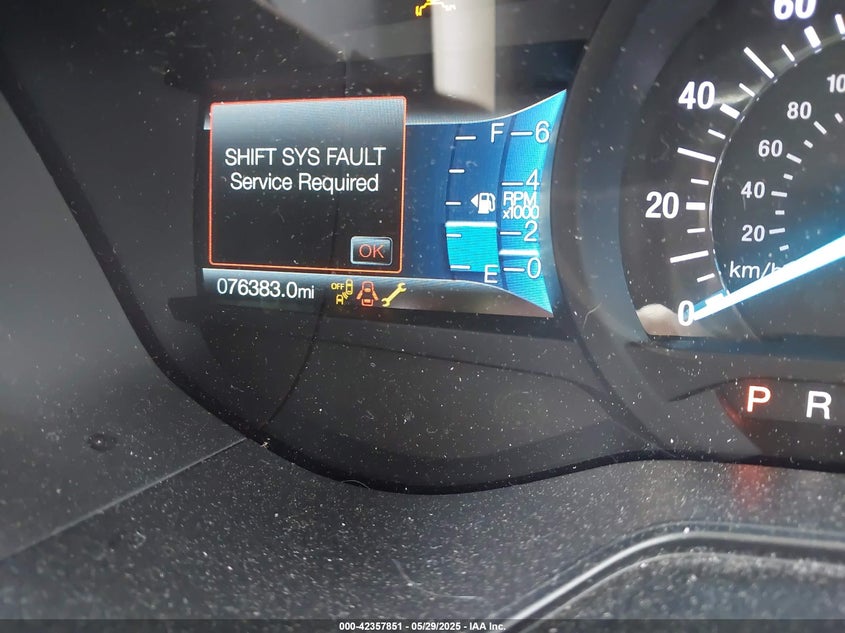 60
SHIFT SYS FAULT
Service Required
OK
076383.0mi
OFF
F 6
4
RPM
x1000
2
E 0
40
20
0
10
80
60
40
20
km/h
P R
000-42357851 - 05/29/2025 - IAA Inc.